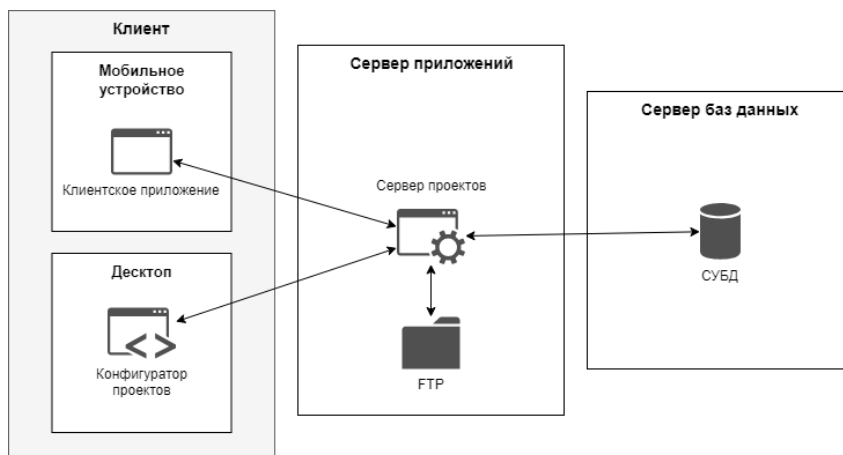 Клиент
Мобильное
устройство
Клиентское приложение
Десктоп
Конфигуратор
проектов
Сервер приложений
Сервер проектов
FTP
Сервер баз данных
СУБД